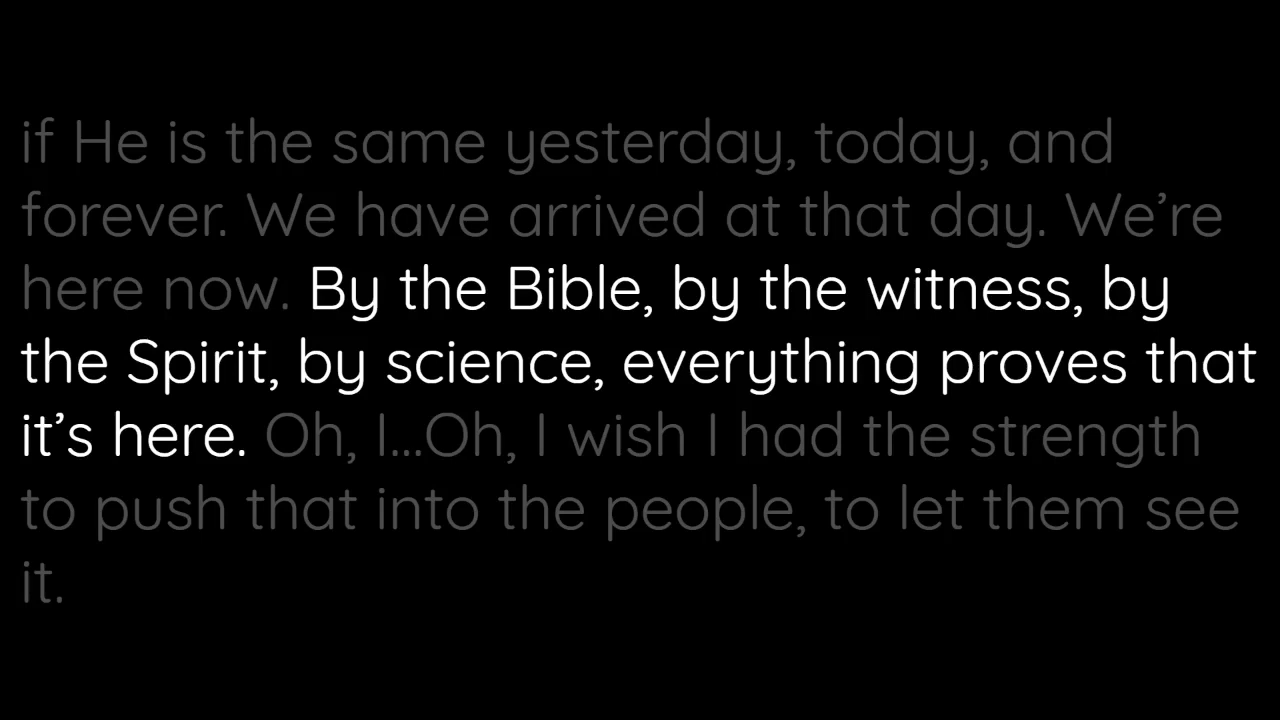 if He is the same yesterday, today, and
forever. We have arrived at that day. We’re
here now. By the Bible, by the witness, by
the Spirit, by science, everything proves that
it’s here. Oh, I...Oh, I wish I had the strength
to push that into the people, to let them see
it.